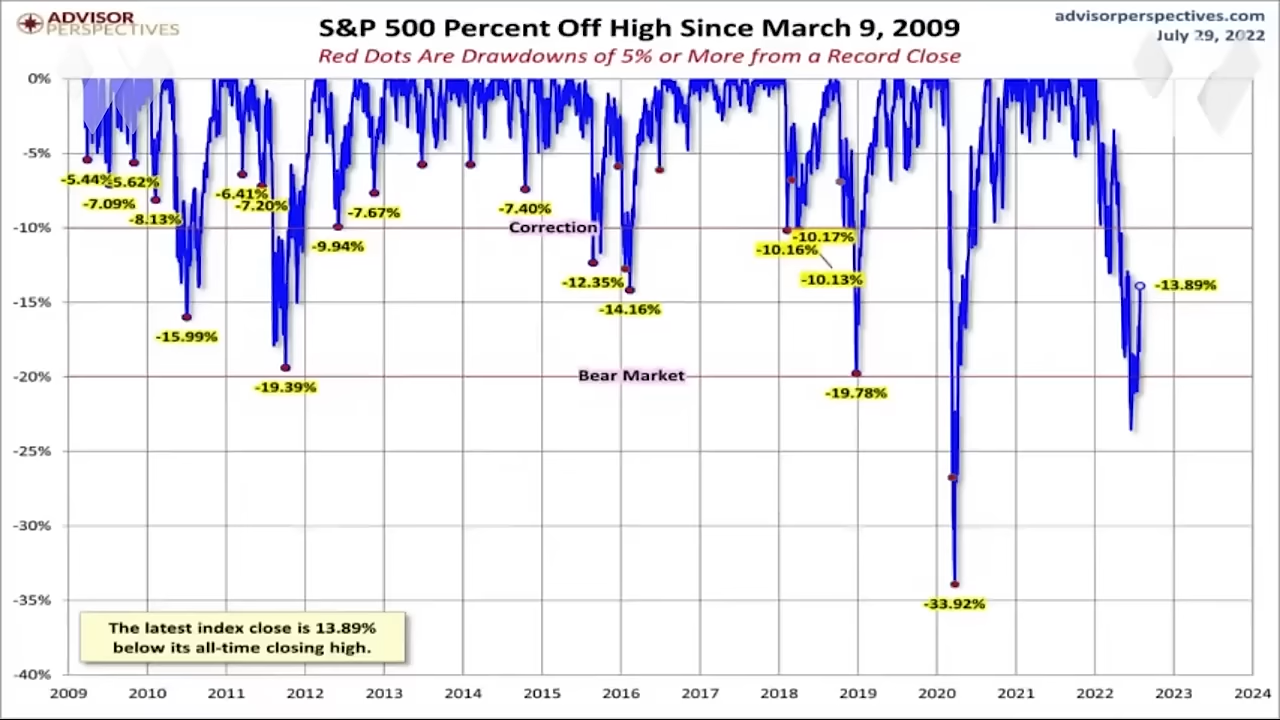 ADVISOR
PERSPECTIVES
S&P 500 Percent Off High Since March 9, 2009
Red Dots Are Drawdowns of 5% or More from a Record Close
advisorperspectives.com
July 29, 2022
0%
-5%
-10%
-15%
-20%
-25%
-30%
-35%
-40%
-5.44%
-5.62%
-7.09%
-8.13%
-15.99%
-6.41%
-7.20%
-19.39%
-9.94%
-7.67%
-7.40%
Correction
-12.35%
-14.16%
Bear Market
-10.17%
-10.16%
-10.13%
-19.78%
-33.92%
-13.89%
The latest index close is 13.89%
below its all-time closing high.
2009 2010 2011 2012 2013 2014 2015 2016 2017 2018 2019 2020 2021 2022 2023 2024